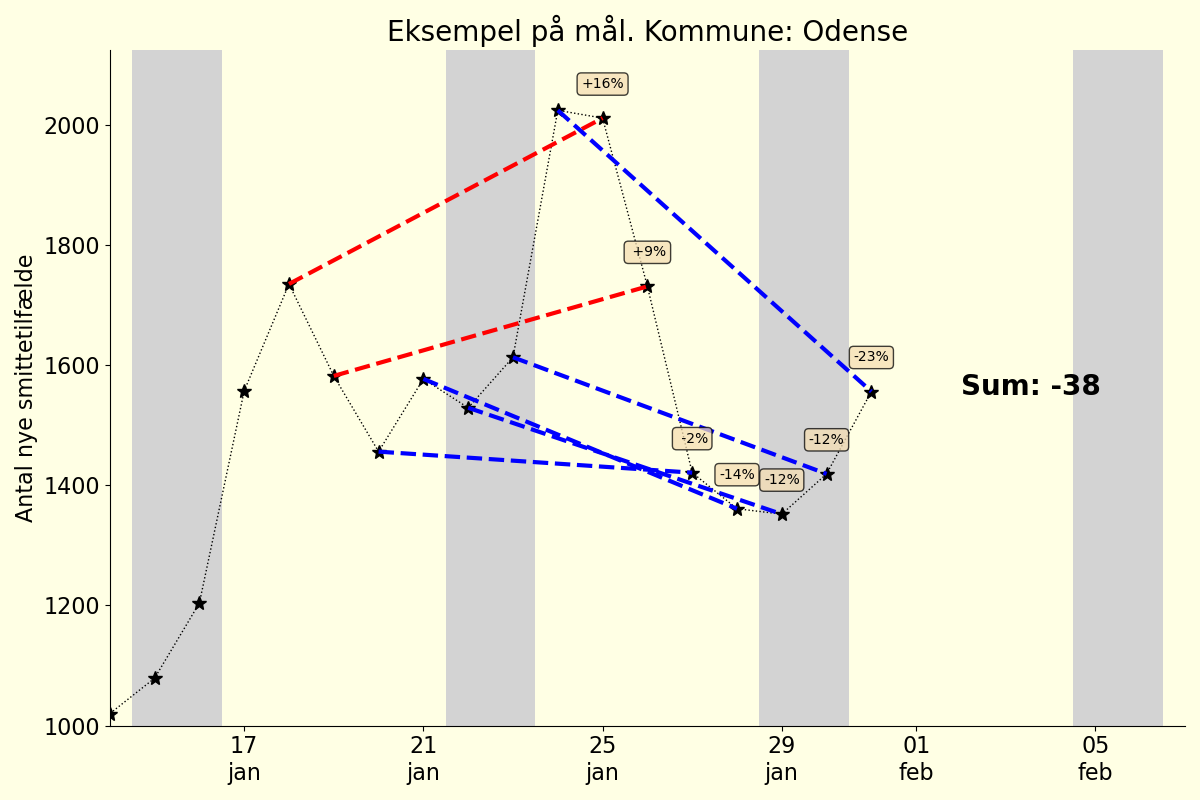 Eksempel på mål. Kommune: Odense
Antal nye smittetilfælde
2000
1800
1600
1400
1200
1000
+16%
+9%
-23%
Sum: -38
-2%
-12%
-14%
-12%
17
jan
21
jan
25
jan
29
jan
01
feb
05
feb